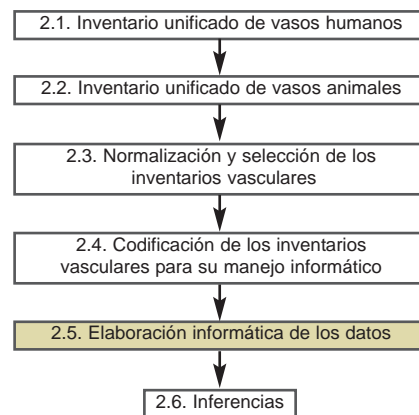 2.1. Inventario unificado de vasos humanos
2.2. Inventario unificado de vasos animales
2.3. Normalización y selección de los
inventarios vasculares
2.4. Codificación de los inventarios
vasculares para su manejo informático
2.5. Elaboración informática de los datos
2.6. Inferencias